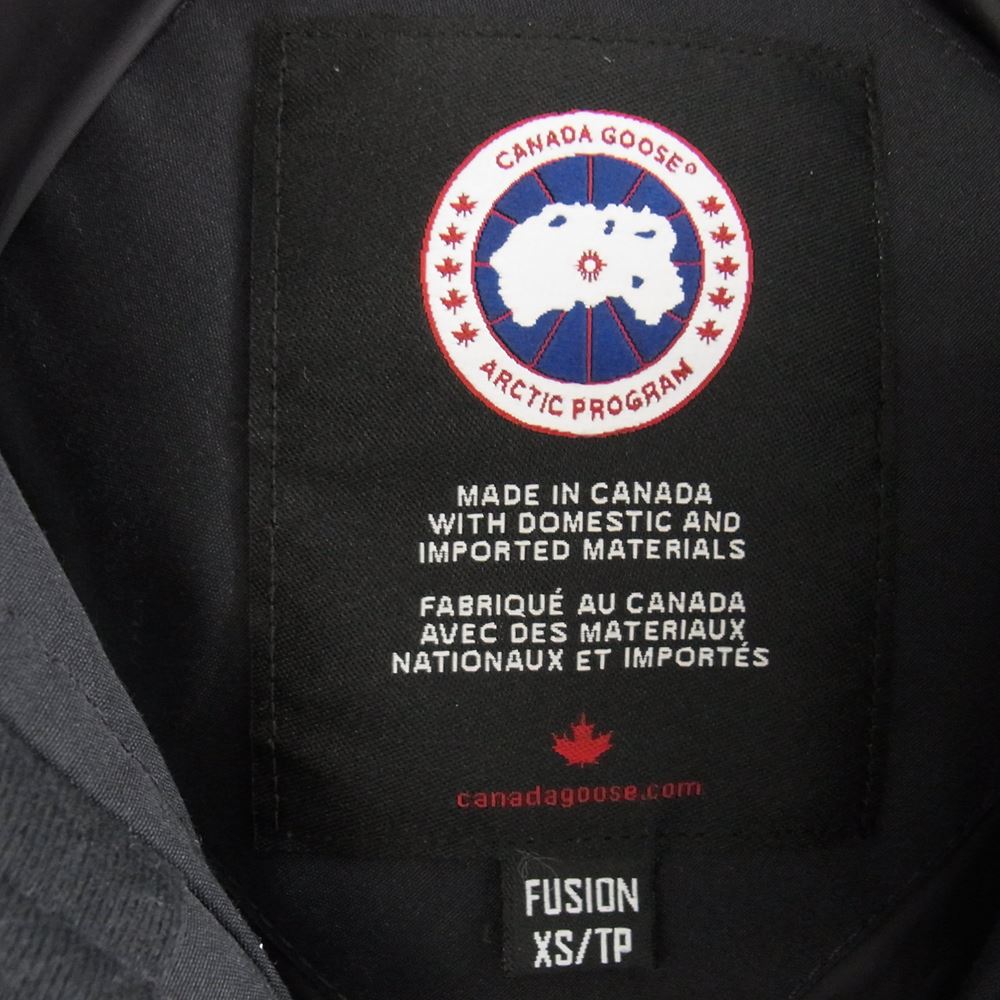 CANADA GOOSE®
ARCTIC PROGRAM
MADE IN CANADA
WITH DOMESTIC AND
IMPORTED MATERIALS
FABRIQUÉ AU CANADA
AVEC DES MATERIAUX
NATIONAUX ET IMPORTÉS
canadagoose.com
FUSION
XS/TP